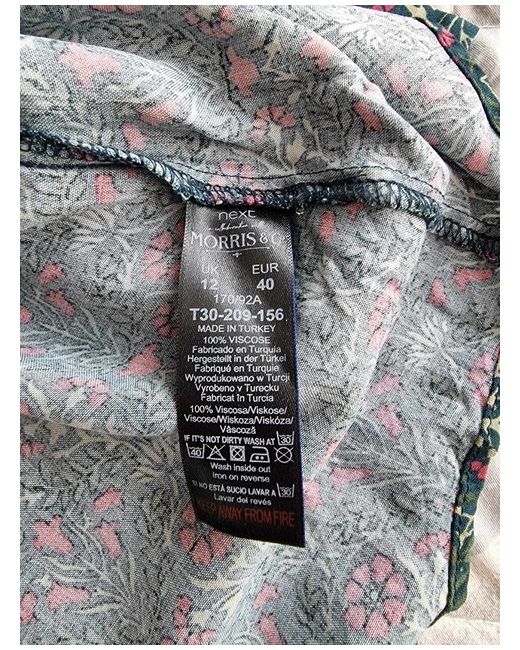 next
MORRIS & Co
UK EUR
12 40
170/92A
T30-209-156
MADE IN TURKEY
100% VISCOSE
Fabricado en Turquía
Hergestellt in der Türkei
Fabriqué en Turquie
Wyprodukowano w Turcji
Vyrobeno v Turecku
Fabricat în Turcia
100% Viscosa/Viskose/
Viscose/Wiskoza/Viskóza/
Vâscoză
IF IT'S NOT DIRTY WASH AT 30
40
Wash inside out
iron on reverse
SI NO ESTÁ SUCIO LAVAR A 30
Lavar del revés
KEEP AWAY FROM FIRE